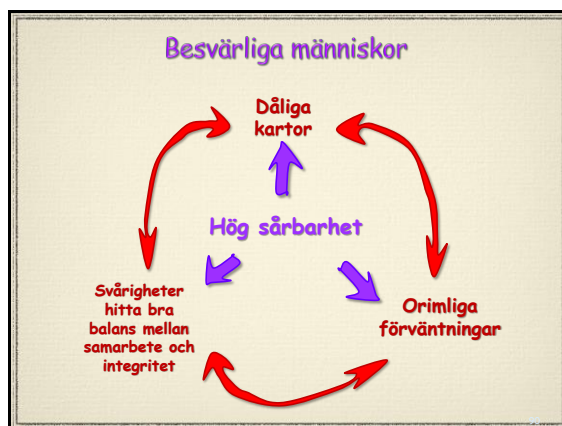 Besvärliga människor
Dåliga
kartor
Hög sårbarhet
Svårigheter
hitta bra
balans mellan
samarbete och
integritet
Orimliga
förväntningar